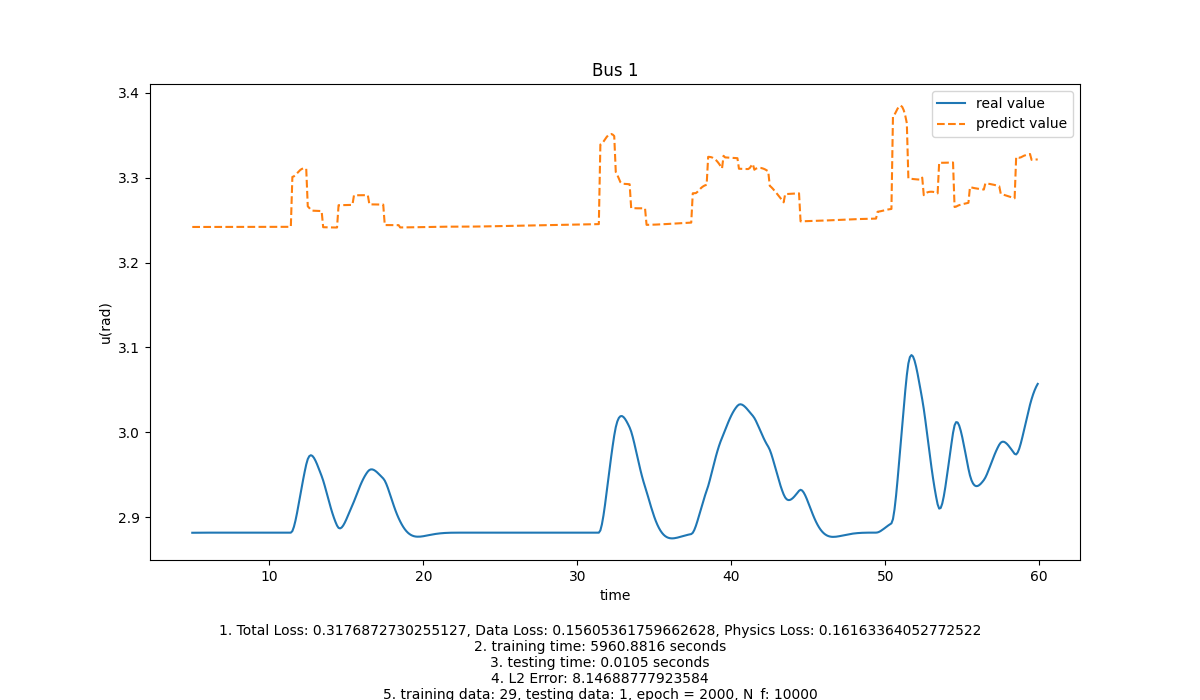 Bus 1
3.4
3.3
3.2
3.1
3.0
2.9
u(rad)
real value
predict value
10
20
30
40
50
60
time
1. Total Loss: 0.3176872730255127, Data Loss: 0.15605361759662628, Physics Loss: 0.16163364052772522
2. training time: 5960.8816 seconds
3. testing time: 0.0105 seconds
4. L2 Error: 8.14688777923584
5. training data: 29, testing data: 1, epoch = 2000, N_f: 10000